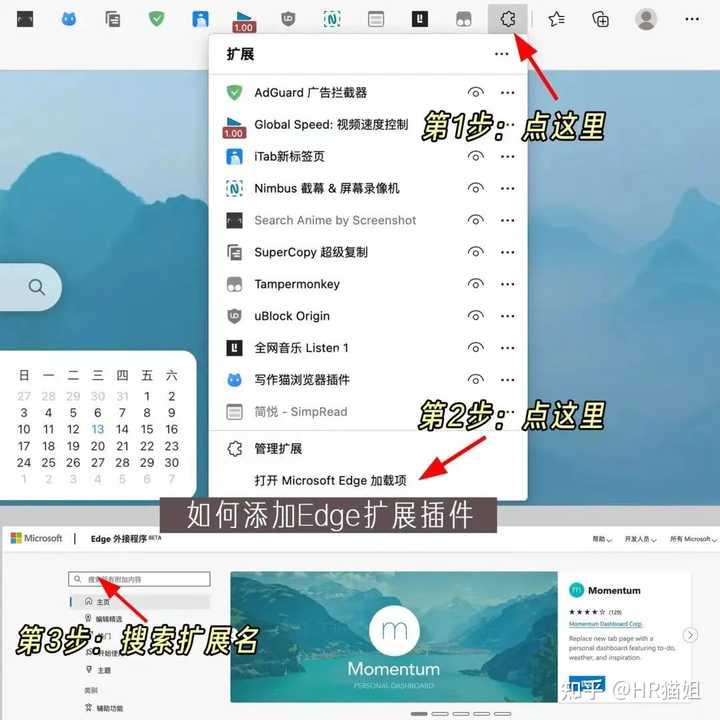 1.00
UD
N
扩展
AdGuard 广告拦截器
第1步：点这里
Global Speed: 视频速度控制
1.00
iTab新标签页
Nimbus 截幕 & 屏幕录像机
Search Anime by Screenshot
SuperCopy 超级复制
Tampermonkey
uBlock Origin
全网音乐 Listen 1
写作猫浏览器插件
简悦 - SimpRead
第2步：点这里
管理扩展
打开 Microsoft Edge 加载项
日 一 二 三 四 五 六
27 28 29 30 31 1 2
3 4 5 6 7 8 9
10 11 12 13 14 15 16
17 18 19 20 21 22 23
24 25 26 27 28 29 30
1 2 3 4 5 6 7
如何添加Edge扩展插件
Microsoft | Edge 外接程序 BETA
帮助 开发人员 所有 Microsoft
搜索所有附加内容
主页
编辑精选
热门
开始使用
主题
类别
辅助功能
第3步：搜索扩展名
m
Momentum
PERSONAL DASHBOARD
Momentum
(129)
Momentum Dashboard Corp.
Replace new tab page with a
personal dashboard featuring to-do,
weather, and inspiration.
知乎 @HR猫姐